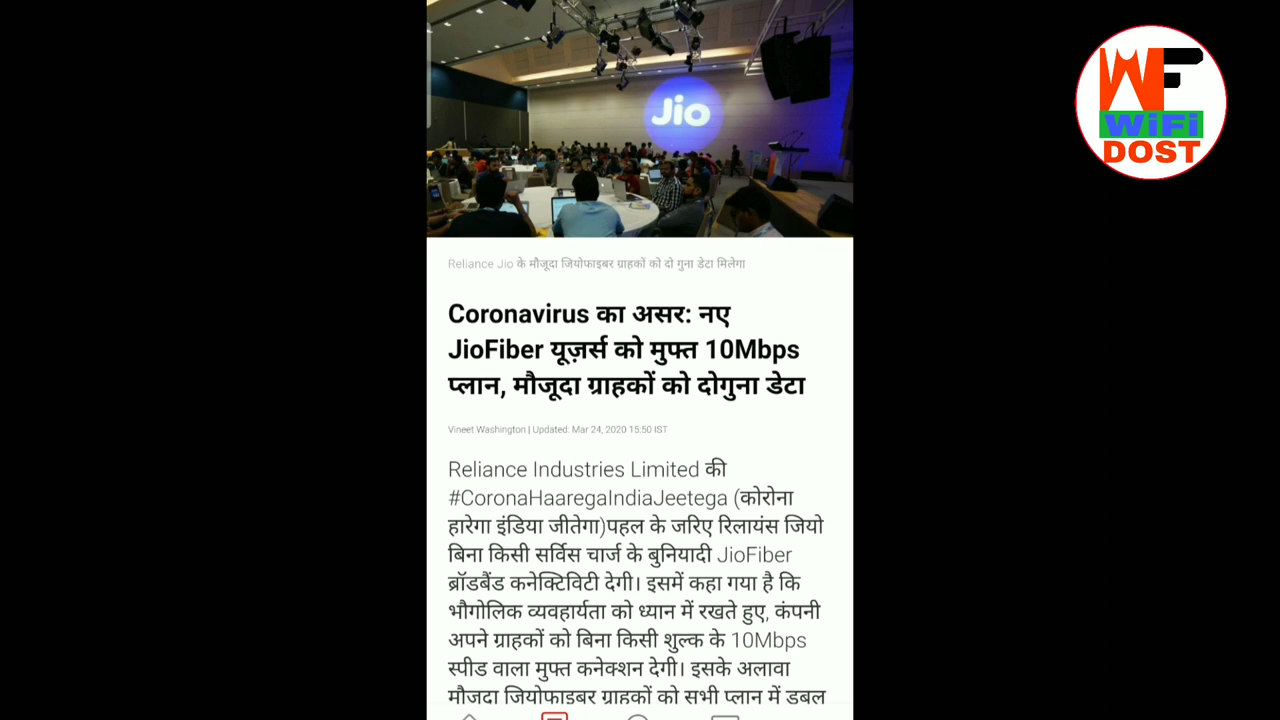 Jio
WF
WiFi
DOST
Reliance Jio के मौजूदा जियोफाइबर ग्राहकों को दो गुना डेटा मिलेगा
Coronavirus का असर: नए
JioFiber यूज़र्स को मुफ्त 10Mbps
प्लान, मौजूदा ग्राहकों को दोगुना डेटा
Vineet Washington | Updated: Mar 24, 2020 15:50 IST
Reliance Industries Limited की
#CoronaHaaregaIndiaJeetega (कोरोना
हारेगा इंडिया जीतेगा)पहल के जरिए रिलायंस जियो
बिना किसी सर्विस चार्ज के बुनियादी JioFiber
ब्रॉडबैंड कनेक्टिविटी देगी। इसमें कहा गया है कि
भौगोलिक व्यवहार्यता को ध्यान में रखते हुए, कंपनी
अपने ग्राहकों को बिना किसी शुल्क के 10Mbps
स्पीड वाला मुफ्त कनेक्शन देगी। इसके अलावा
मौजूदा जियोफाइबर ग्राहकों को सभी प्लान में डबल